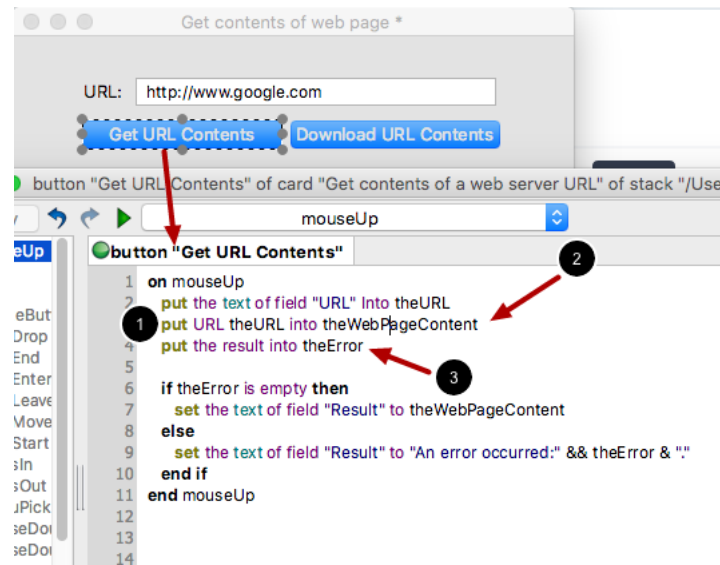 Get contents of web page *
URL: http://www.google.com
Get URL Contents Download URL Contents
button "Get URL Contents" of card "Get contents of a web server URL" of stack "/Use
mouseUp
eUp
button "Get URL Contents"
2
1 on mouseUp
2 put the text of field "URL" Into theURL
eBut
1 put URL theURL into theWebPageContent
Drop
4 put the result into theError
End
5
3
Enter
6 if theError is empty then
Leave
7 set the text of field "Result" to theWebPageContent
Move
8 else
Start
9 set the text of field "Result" to "An error occurred:" && theError & "."
sIn
10 end if
sOut
11 end mouseUp
uPick
12
seDou
13
seDou
14